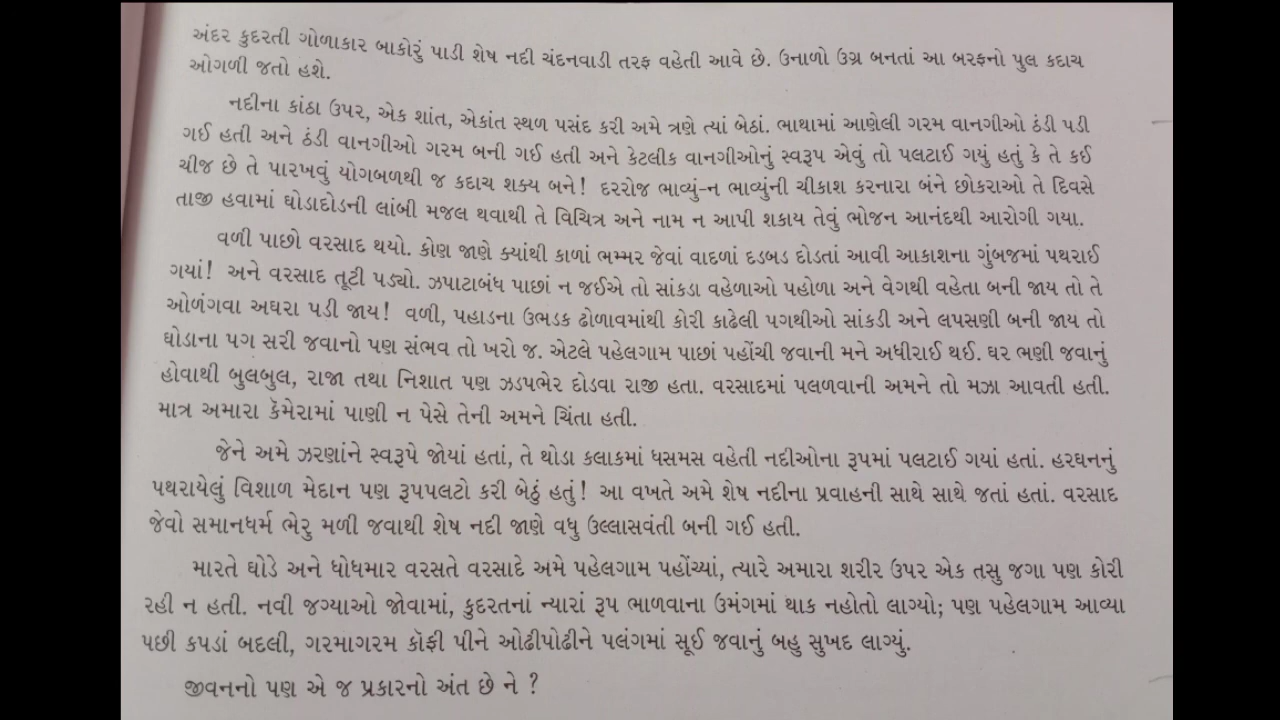 અંદર કુદરતી ગોળાકાર બાકોરું પાડી શેષ નદી ચંદનવાડી તરફ વહેતી આવે છે. ઉનાળો ઉગ્ર બનતાં આ બરફનો પુલ કદાચ
ઓગળી જતો હશે.
નદીના કાંઠા ઉપર, એક શાંત, એકાંત સ્થળ પસંદ કરી અમે ત્રણે ત્યાં બેઠાં. ભાથામાં આણેલી ગરમ વાનગીઓ ઠંડી પડી
ગઈ હતી અને ઠંડી વાનગીઓ ગરમ બની ગઈ હતી અને કેટલીક વાનગીઓનું સ્વરૂપ એવું તો પલટાઈ ગયું હતું કે તે કઈ
ચીજ છે તે પારખવું યોગબળથી જ કદાચ શક્ય બને! દરરોજ ભાવ્યું-ન ભાવ્યુંની ચીકાશ કરનારા બંને છોકરાઓ તે દિવસે
તાજી હવામાં ઘોડાદોડની લાંબી મજલ થવાથી તે વિચિત્ર અને નામ ન આપી શકાય તેવું ભોજન આનંદથી આરોગી ગયા.
વળી પાછો વરસાદ થયો. કોણ જાણે ક્યાંથી કાળાં ભમ્મર જેવાં વાદળાં દડબડ દોડતાં આવી આકાશના ગુંબજમાં પથરાઈ
ગયાં! અને વરસાદ તૂટી પડ્યો. ઝપાટાબંધ પાછાં ન જઈએ તો સાંકડા વહેળાઓ પહોળા અને વેગથી વહેતા બની જાય તો તે
ઓળંગવા અઘરા પડી જાય! વળી, પહાડના ઉભડક ઢોળાવમાંથી કોરી કાઢેલી પગથીઓ સાંકડી અને લપસણી બની જાય તો
ઘોડાના પગ સરી જવાનો પણ સંભવ તો ખરો જ. એટલે પહેલગામ પાછાં પહોંચી જવાની મને અધીરાઈ થઈ. ઘર ભણી જવાનું
હોવાથી બુલબુલ, રાજા તથા નિશાત પણ ઝડપભેર દોડવા રાજી હતા. વરસાદમાં પલળવાની અમને તો મઝા આવતી હતી.
માત્ર અમારા કૅમેરામાં પાણી ન પેસે તેની અમને ચિંતા હતી.
જેને અમે ઝરણાંને સ્વરૂપે જોયાં હતાં, તે થોડા કલાકમાં ધસમસ વહેતી નદીઓના રૂપમાં પલટાઈ ગયાં હતાં. હરઘનનું
પથરાયેલું વિશાળ મેદાન પણ રૂપપલટો કરી બેઠું હતું! આ વખતે અમે શેષ નદીના પ્રવાહની સાથે સાથે જતાં હતાં. વરસાદ
જેવો સમાનધર્મ ભેરુ મળી જવાથી શેષ નદી જાણે વધુ ઉલ્લાસવંતી બની ગઈ હતી.
મારતે ઘોડે અને ધોધમાર વરસતે વરસાદે અમે પહેલગામ પહોંચ્યાં, ત્યારે અમારા શરીર ઉપર એક તસુ જગા પણ કોરી
રહી ન હતી. નવી જગ્યાઓ જોવામાં, કુદરતનાં ન્યારાં રૂપ ભાળવાના ઉમંગમાં થાક નહોતો લાગ્યો; પણ પહેલગામ આવ્યા
પછી કપડાં બદલી, ગરમાગરમ કૉફી પીને ઓઢીપોઢીને પલંગમાં સૂઈ જવાનું બહુ સુખદ લાગ્યું.
જીવનનો પણ એ જ પ્રકારનો અંત છે ને ?